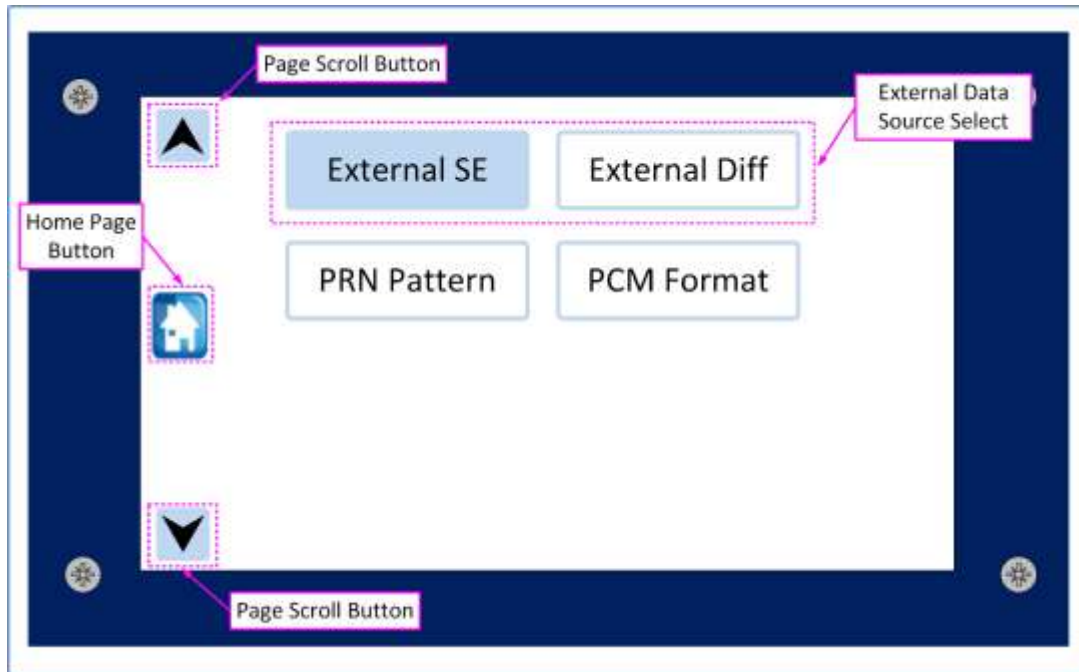 Page Scroll Button
External Data
Source Select
External SE
External Diff
Home Page
Button
PRN Pattern
PCM Format
Page Scroll Button